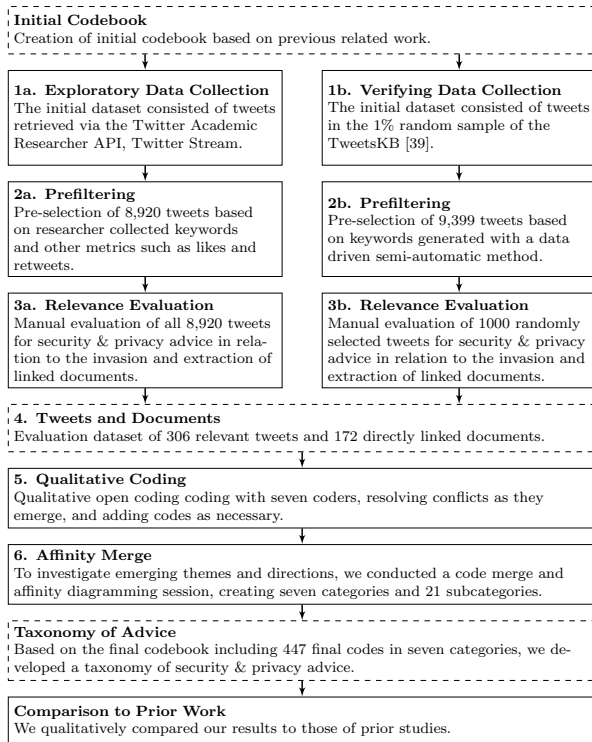 Initial Codebook
Creation of initial codebook based on previous related work.
1a. Exploratory Data Collection
The initial dataset consisted of tweets
retrieved via the Twitter Academic
Researcher API, Twitter Stream.
1b. Verifying Data Collection
The initial dataset consisted of tweets
in the 1% random sample of the
TweetsKB [39].
2a. Prefiltering
Pre-selection of 8,920 tweets based
on researcher collected keywords
and other metrics such as likes and
retweets.
2b. Prefiltering
Pre-selection of 9,399 tweets based
on keywords generated with a data
driven semi-automatic method.
3a. Relevance Evaluation
Manual evaluation of all 8,920 tweets
for security & privacy advice in rela-
tion to the invasion and extraction of
linked documents.
3b. Relevance Evaluation
Manual evaluation of 1000 randomly
selected tweets for security & privacy
advice in relation to the invasion and
extraction of linked documents.
4. Tweets and Documents
Evaluation dataset of 306 relevant tweets and 172 directly linked documents.
5. Qualitative Coding
Qualitative open coding coding with seven coders, resolving conflicts as they
emerge, and adding codes as necessary.
6. Affinity Merge
To investigate emerging themes and directions, we conducted a code merge and
affinity diagramming session, creating seven categories and 21 subcategories.
Taxonomy of Advice
Based on the final codebook including 447 final codes in seven categories, we de-
veloped a taxonomy of security & privacy advice.
Comparison to Prior Work
We qualitatively compared our results to those of prior studies.